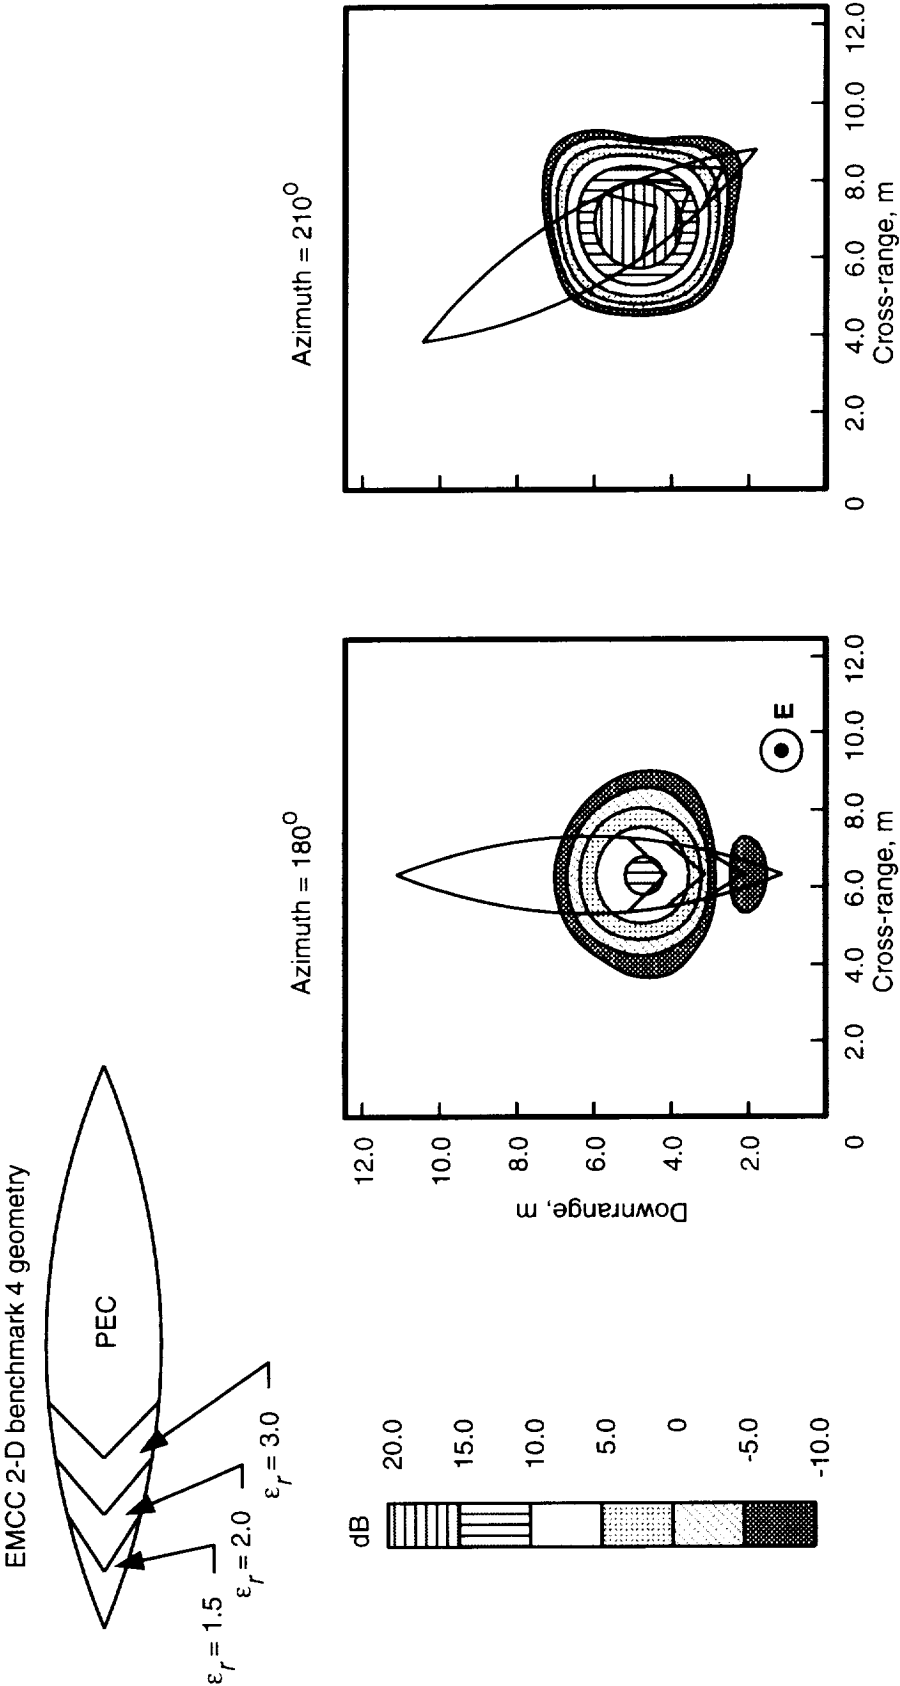 EMCC 2-D benchmark 4 geometry
PEC
εr = 1.5
εr = 2.0
εr = 3.0
dB
20.0
15.0
10.0
5.0
0
-5.0
-10.0
Azimuth = 180O
12.0
10.0
8.0
6.0
4.0
2.0
Downrange, m
0 2.0 4.0 6.0 8.0 10.0 12.0
Cross-range, m
E
Azimuth = 210O
0 2.0 4.0 6.0 8.0 10.0 12.0
Cross-range, m